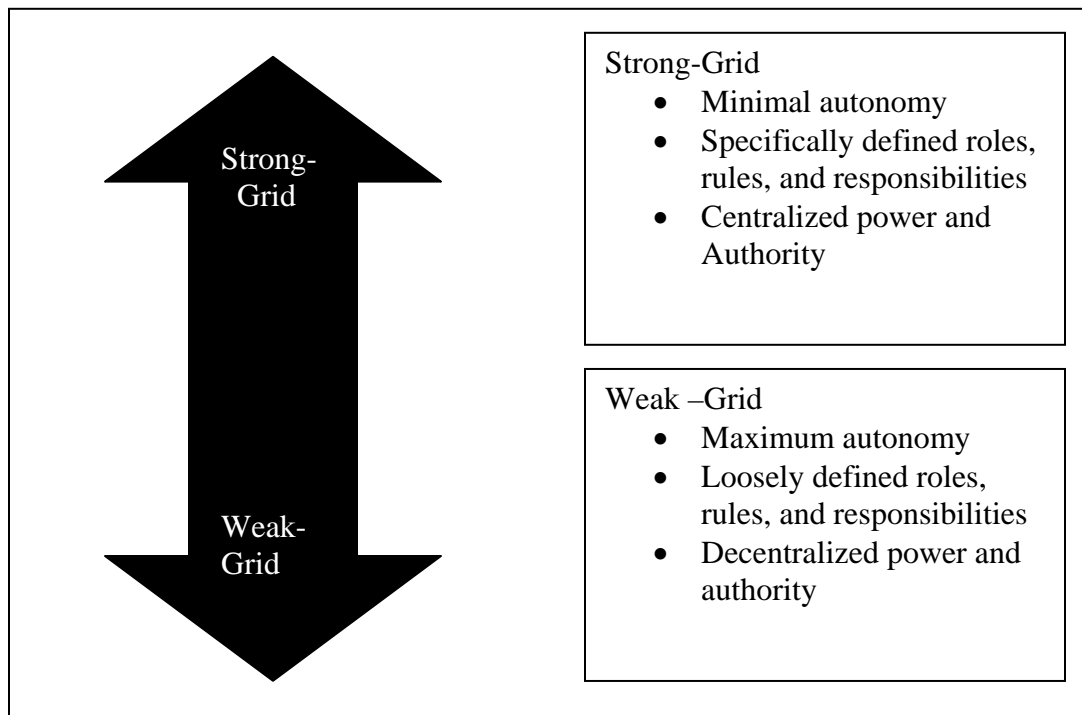 Strong-
Grid
Weak-
Grid
Strong-Grid
• Minimal autonomy
• Specifically defined roles,
rules, and responsibilities
• Centralized power and
Authority
Weak –Grid
• Maximum autonomy
• Loosely defined roles,
rules, and responsibilities
• Decentralized power and
authority